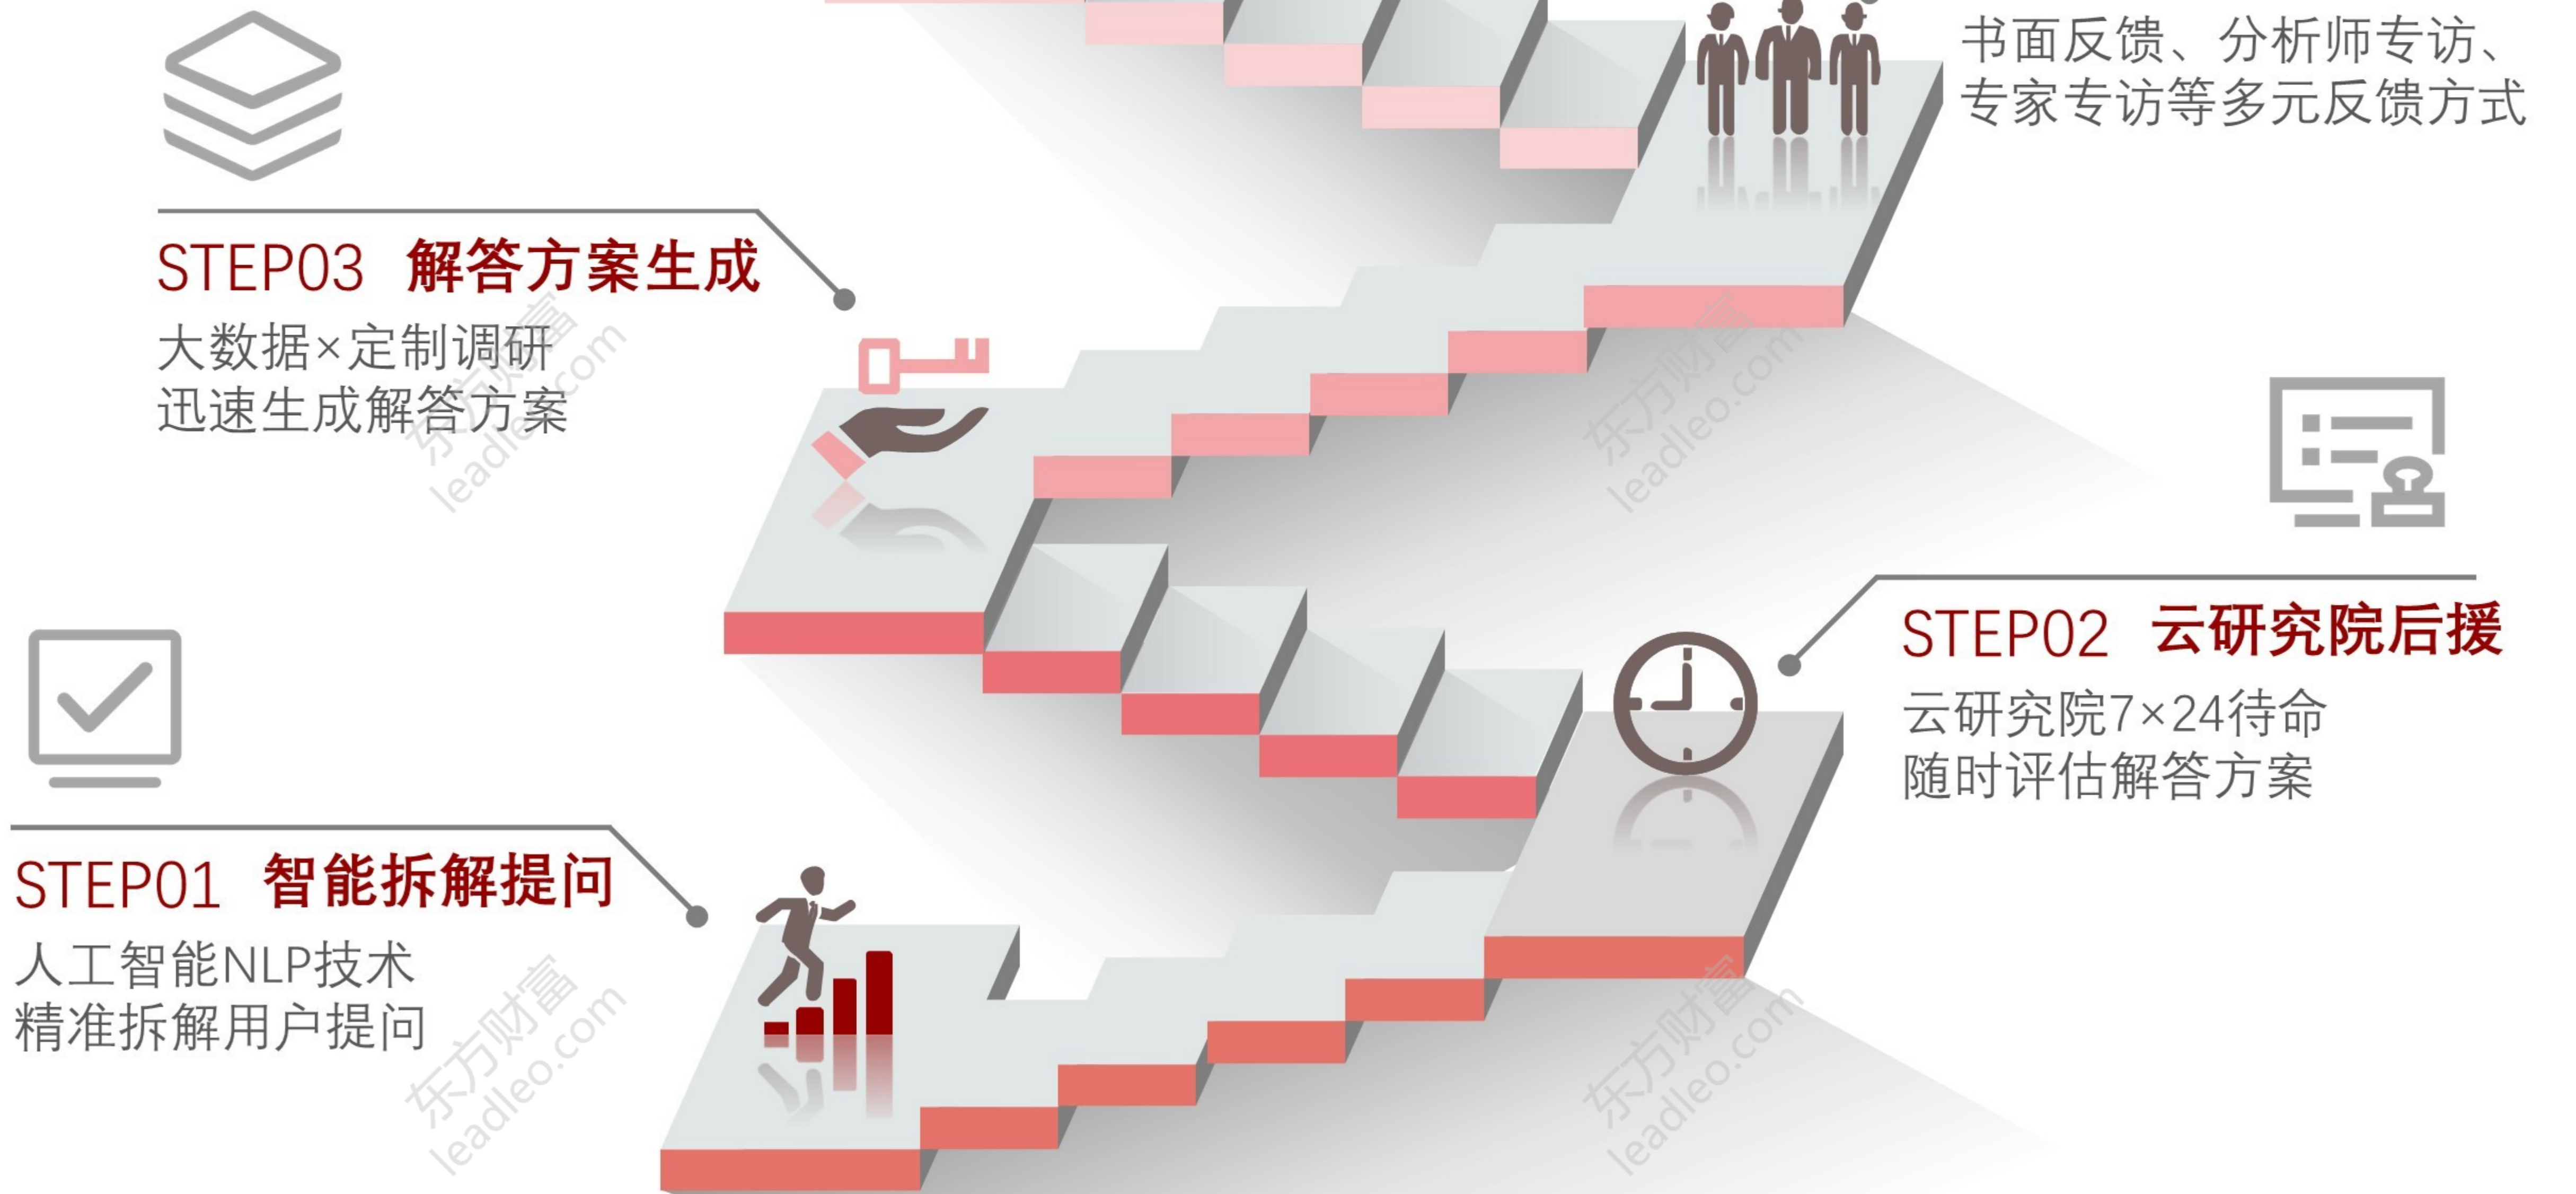 书面反馈、分析师专访、
专家专访等多元反馈方式
STEP03 解答方案生成
大数据×定制调研
迅速生成解答方案
STEP02 云研究院后援
云研究院7×24待命
随时评估解答方案
STEP01 智能拆解提问
人工智能NLP技术
精准拆解用户提问
东方财富
leadleo.com
东方财富
leadleo.com
东方财富
leadleo.com
东方财富
leadleo.com